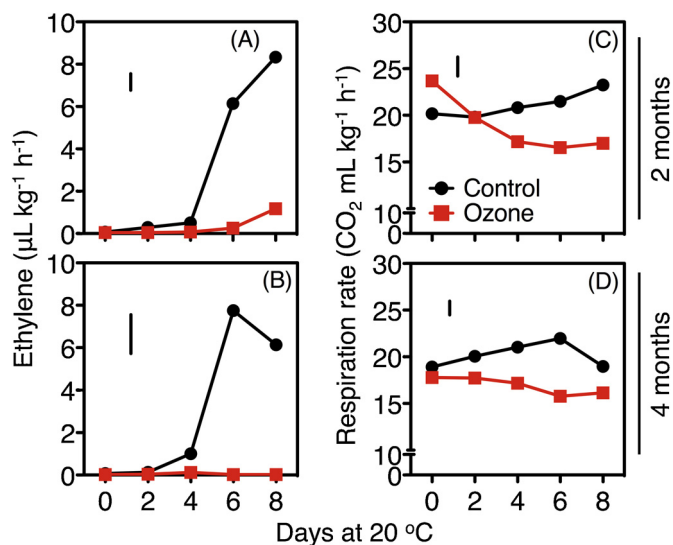 Ethylene (µL kg⁻¹ h⁻¹)
(A)
10
8
6
4
2
0
(B)
10
8
6
4
2
0
0 2 4 6 8
Respiration rate (CO₂ mL kg⁻¹ h⁻¹)
(C)
30
25
20
15
10
0
Control
Ozone
2 months
(D)
30
25
20
15
10
0
0 2 4 6 8
4 months
Days at 20 °C